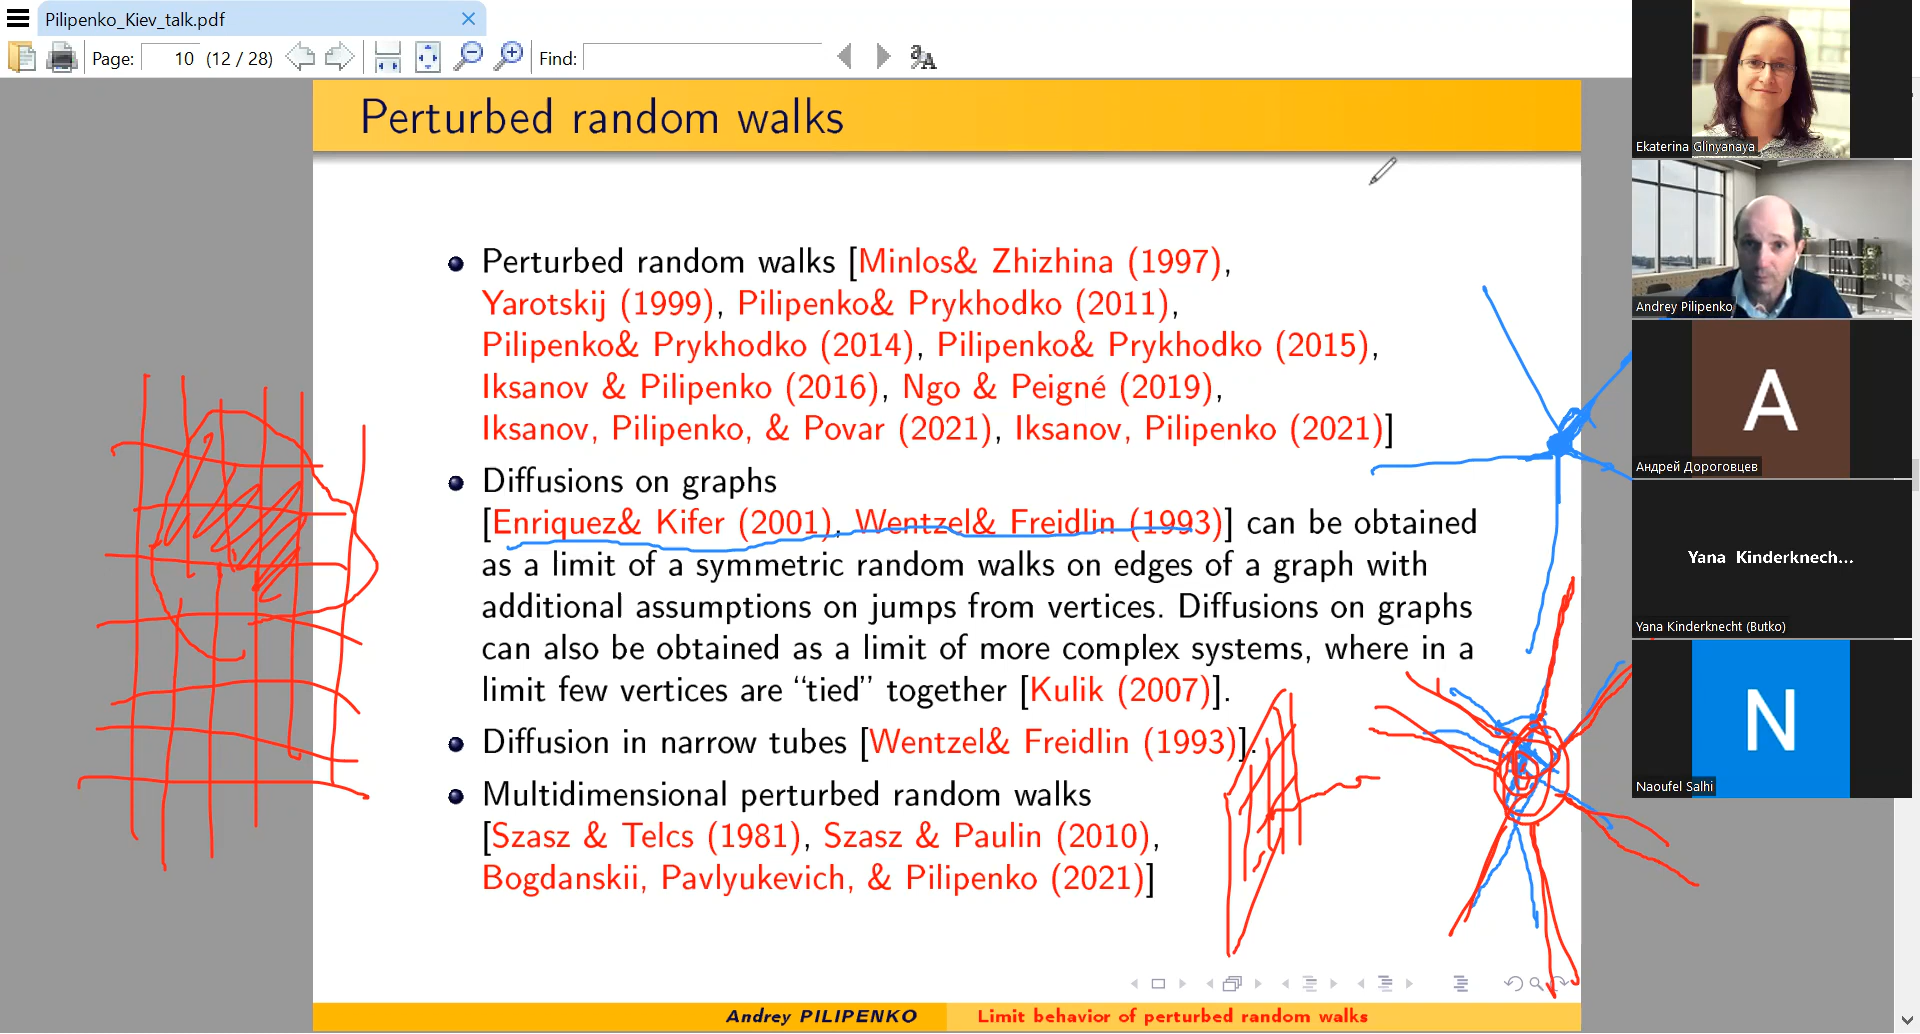 Pilipenko_Kiev_talk.pdf
Page: 10 (12 / 28) Find:
Perturbed random walks
Perturbed random walks [Minlos& Zhizhina (1997),
Yarotskij (1999), Pilipenko& Prykhodko (2011),
Pilipenko& Prykhodko (2014), Pilipenko& Prykhodko (2015),
Iksanov & Pilipenko (2016), Ngo & Peigné (2019),
Iksanov, Pilipenko, & Povar (2021), Iksanov, Pilipenko (2021)]
Diffusions on graphs
[Enriquez& Kifer (2001), Wentzel& Freidlin (1993)] can be obtained
as a limit of a symmetric random walks on edges of a graph with
additional assumptions on jumps from vertices. Diffusions on graphs
can also be obtained as a limit of more complex systems, where in a
limit few vertices are “tied” together [Kulik (2007)].
Diffusion in narrow tubes [Wentzel& Freidlin (1993)].
Multidimensional perturbed random walks
[Szasz & Telcs (1981), Szasz & Paulin (2010),
Bogdanskii, Pavlyukevich, & Pilipenko (2021)]
Andrey PILIPENKO Limit behavior of perturbed random walks
Ekaterina Glinyanaya
Andrey Pilipenko
A
Андрей Дороговцев
Yana Kinderknech...
Yana Kinderknecht (Butko)
N
Naoufel Salhi